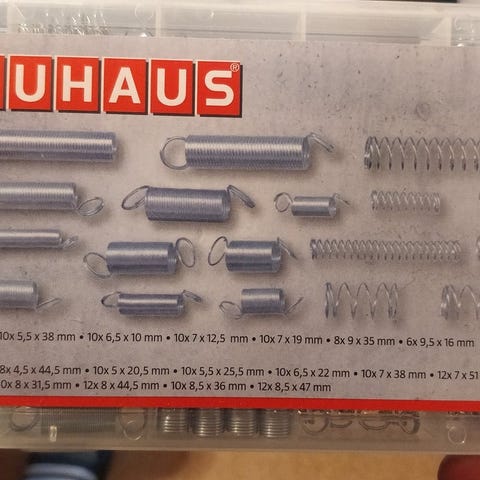 UHAUS®
10x 5,5 x 38 mm • 10x 6,5 x 10 mm • 10x 7 x 12,5 mm • 10x 7 x 19 mm • 8x 9 x 35 mm • 6x 9,5 x 16 mm
8x 4,5 x 44,5 mm • 10x 5 x 20,5 mm • 10x 5,5 x 25,5 mm • 10x 6,5 x 22 mm • 10x 7 x 38 mm • 12x 7 x 51
0x 8 x 31,5 mm • 12x 8 x 44,5 mm • 10x 8,5 x 36 mm • 12x 8,5 x 47 mm